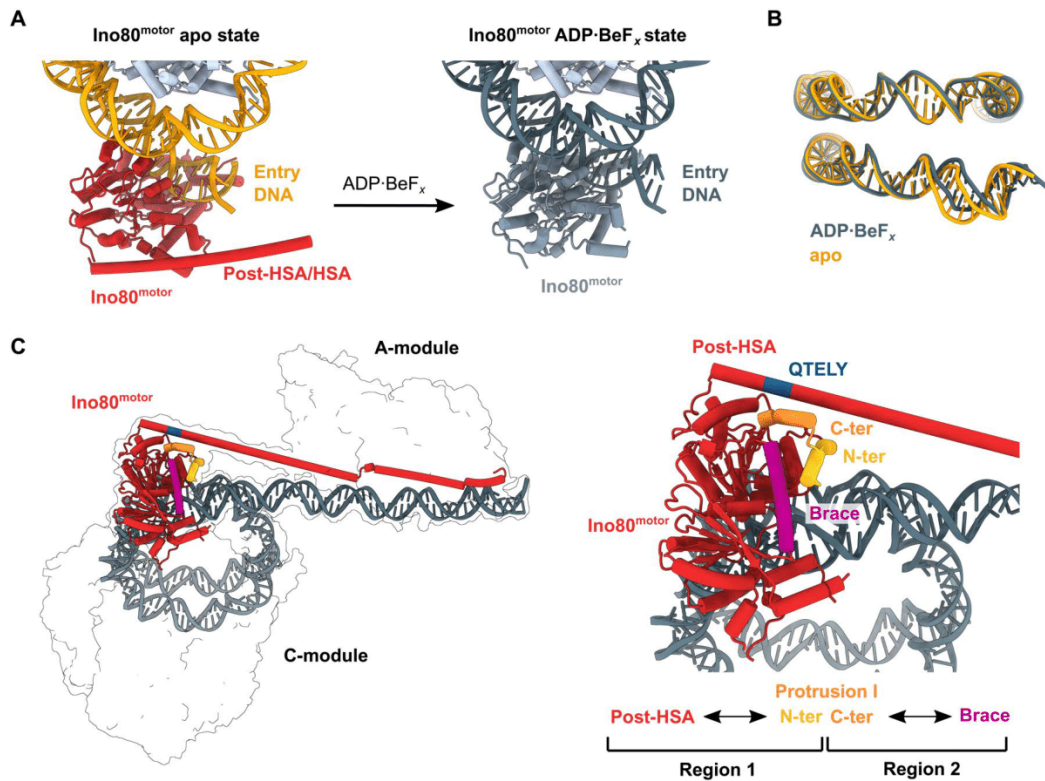 A
Ino80motor apo state
Ino80motor ADP·BeFx state
Entry
DNA
ADP·BeFx
Entry
DNA
Post-HSA/HSA
Ino80motor
Ino80motor
B
ADP·BeFx
apo
C
A-module
Ino80motor
C-module
Post-HSA
QTELY
C-ter
N-ter
Ino80motor
Brace
Protrusion I
Post-HSA N-ter C-ter Brace
Region 1 Region 2